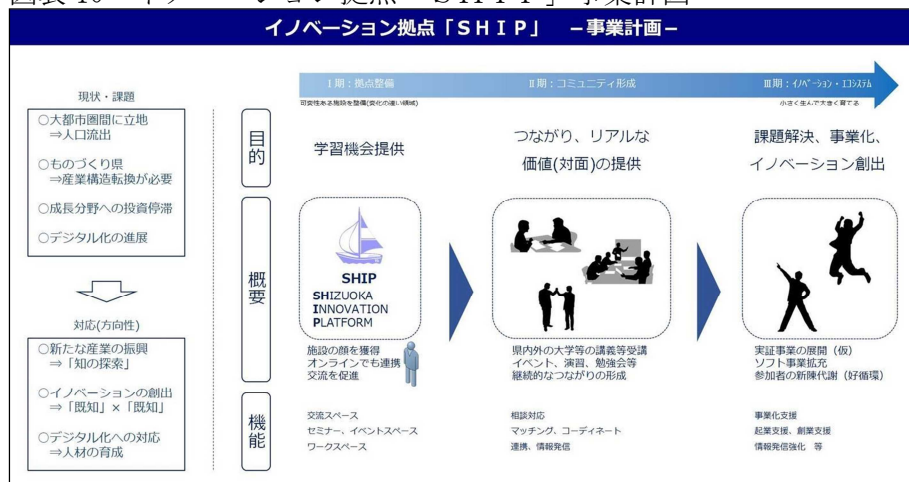 イノベーション拠点「ＳＨＩＰ」　－事業計画－
現状・課題
○大都市圏間に立地
⇒人口流出
○ものづくり県
⇒産業構造転換が必要
○成長分野への投資停滞
○デジタル化の進展
対応(方向性)
○新たな産業の振興
⇒「知の探索」
○イノベーションの創出
⇒「既知」×「既知」
○デジタル化への対応
⇒人材の育成
目的
概要
機能
Ⅰ期：拠点整備
可変性ある施設を整備(変化の速い領域)
学習機会提供
SHIP
SHIZUOKA
INNOVATION
PLATFORM
施設の顔を獲得
オンラインでも連携
交流を促進
交流スペース
セミナー、イベントスペース
ワークスペース
Ⅱ期：コミュニティ形成
つながり、リアルな
価値(対面)の提供
県内外の大学等の講義等受講
イベント、演習、勉強会等
継続的なつながりの形成
相談対応
マッチング、コーディネート
連携、情報発信
Ⅲ期：ｲﾉﾍﾞｰｼｮﾝ・ｴｺｼｽﾃﾑ
小さく生んで大きく育てる
課題解決、事業化、
イノベーション創出
実証事業の展開（仮）
ソフト事業拡充
参加者の新陳代謝（好循環）
事業化支援
起業支援、創業支援
情報発信強化　等